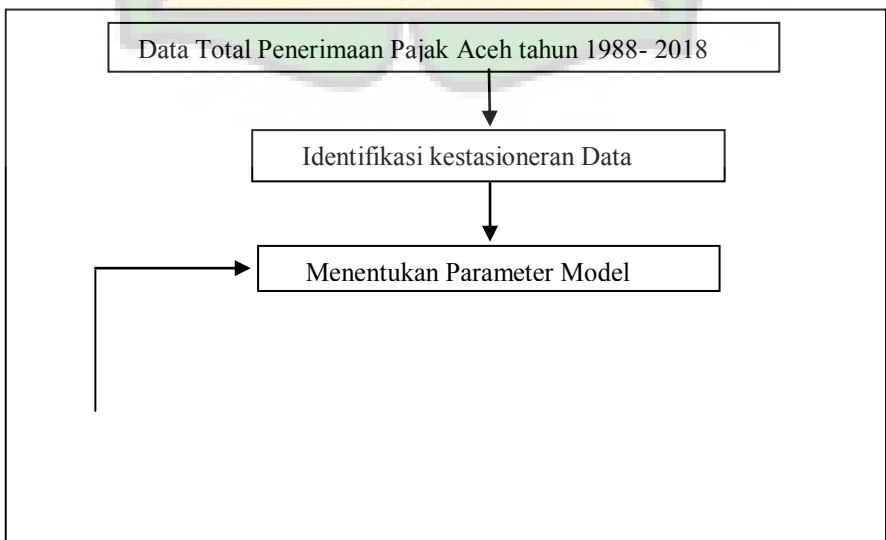 Data Total Penerimaan Pajak Aceh tahun 1988- 2018
Identifikasi kestasioneran Data
Menentukan Parameter Model